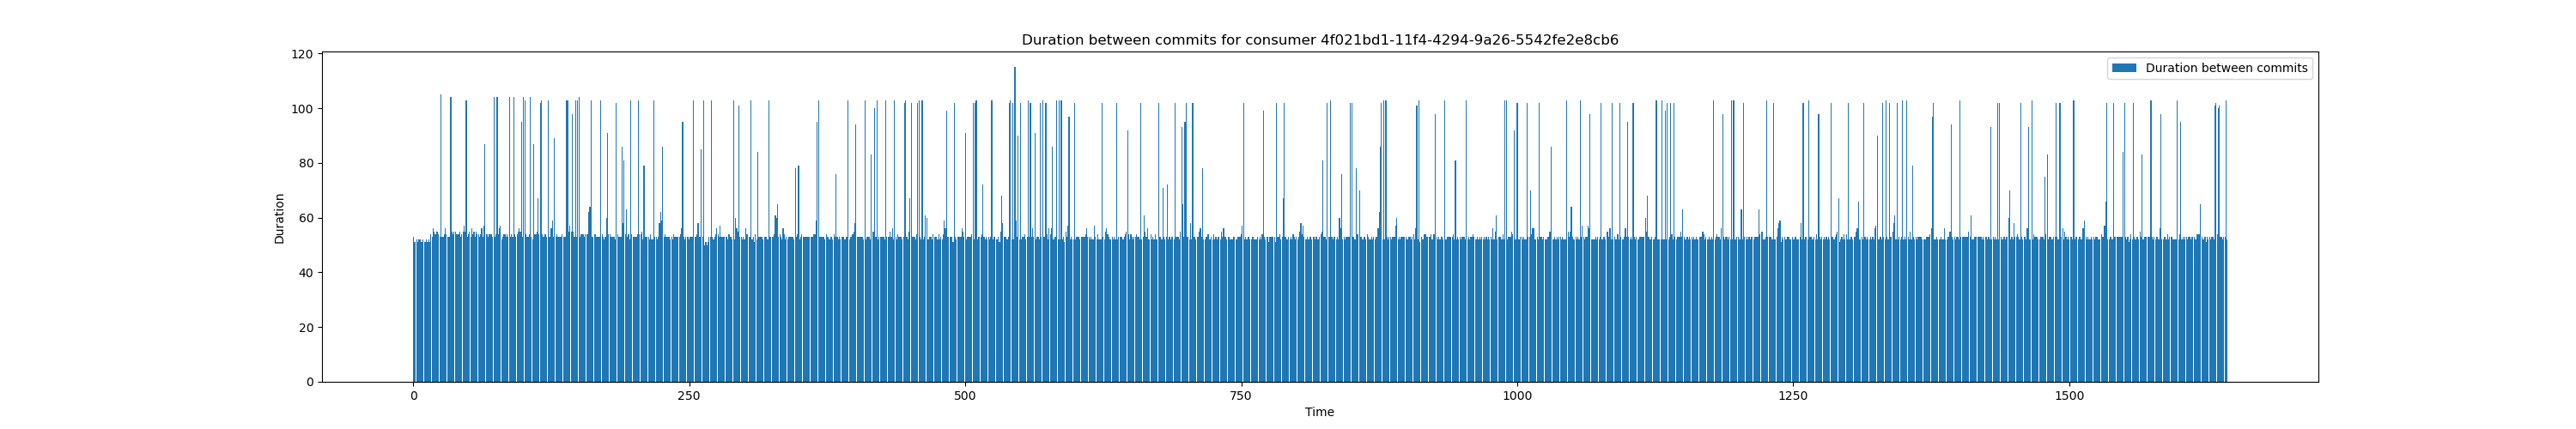 Duration between commits for consumer 4f021bd1-11f4-4294-9a26-5542fe2e8cb6
Duration between commits
120
100
80
60
40
20
0
Duration
0 250 500 750 1000 1250 1500
Time